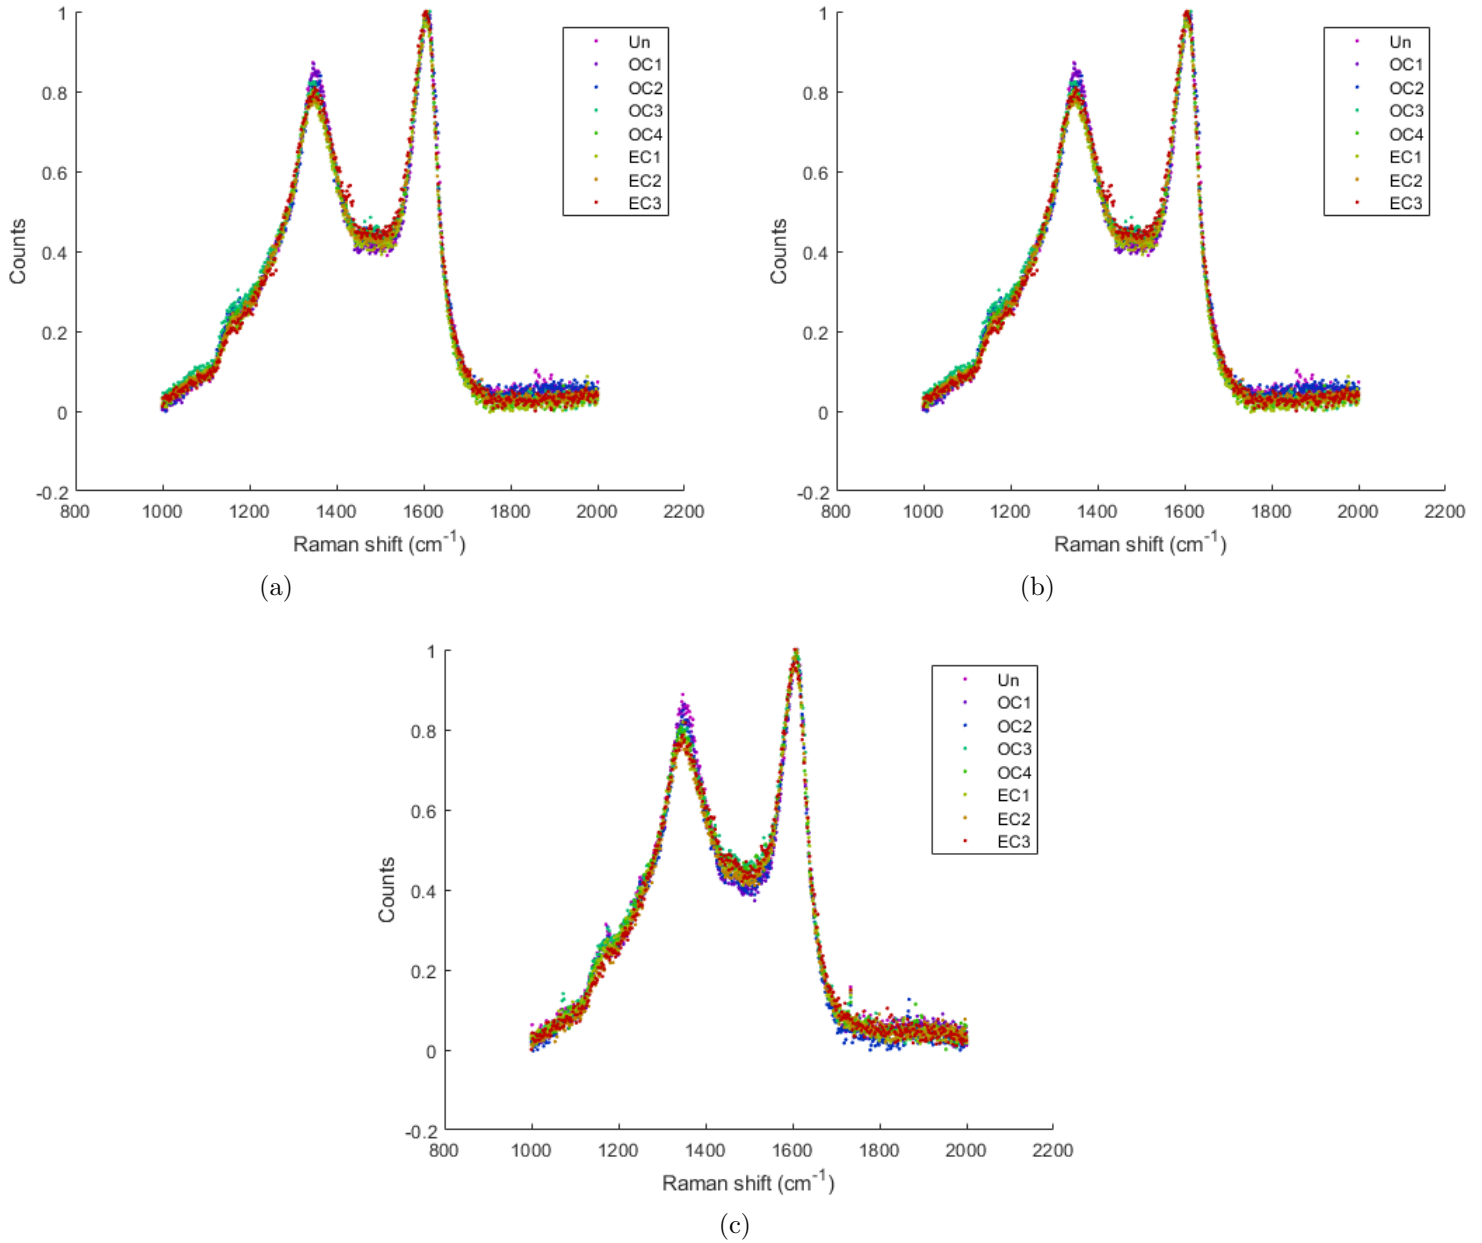 1
0.8
0.6
0.4
0.2
0
-0.2
Counts
800 1000 1200 1400 1600 1800 2000 2200
Raman shift (cm⁻¹)
Un
OC1
OC2
OC3
OC4
EC1
EC2
EC3
(a)
1
0.8
0.6
0.4
0.2
0
-0.2
Counts
800 1000 1200 1400 1600 1800 2000 2200
Raman shift (cm⁻¹)
Un
OC1
OC2
OC3
OC4
EC1
EC2
EC3
(b)
1
0.8
0.6
0.4
0.2
0
-0.2
Counts
800 1000 1200 1400 1600 1800 2000 2200
Raman shift (cm⁻¹)
Un
OC1
OC2
OC3
OC4
EC1
EC2
EC3
(c)